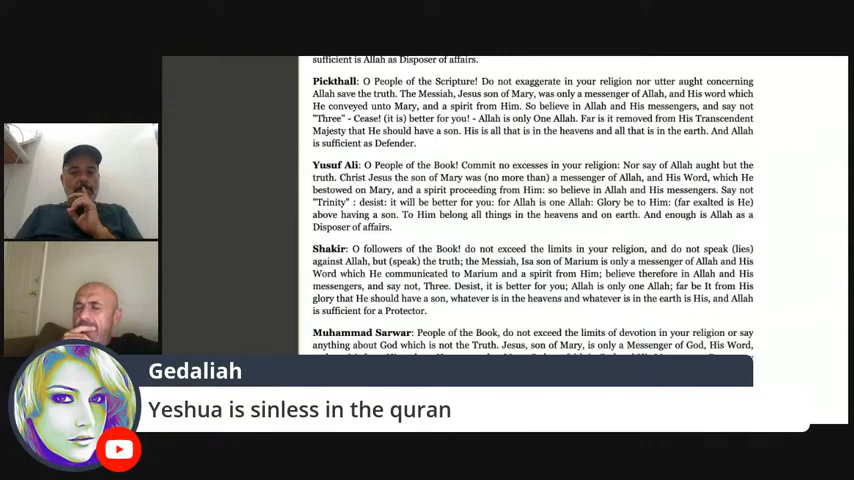 sufficient is Allah as Disposer of affairs.
Pickthall: O People of the Scripture! Do not exaggerate in your religion nor utter aught concerning
Allah save the truth. The Messiah, Jesus son of Mary, was only a messenger of Allah, and His word which
He conveyed unto Mary, and a spirit from Him. So believe in Allah and His messengers, and say not
"Three" - Cease! (it is) better for you! - Allah is only One Allah. Far is it removed from His Transcendent
Majesty that He should have a son. His is all that is in the heavens and all that is in the earth. And Allah
is sufficient as Defender.
Yusuf Ali: O People of the Book! Commit no excesses in your religion: Nor say of Allah aught but the
truth. Christ Jesus the son of Mary was (no more than) a messenger of Allah, and His Word, which He
bestowed on Mary, and a spirit proceeding from Him: so believe in Allah and His messengers. Say not
"Trinity" : desist: it will be better for you: for Allah is one Allah: Glory be to Him: (far exalted is He)
above having a son. To Him belong all things in the heavens and on earth. And enough is Allah as a
Disposer of affairs.
Shakir: O followers of the Book! do not exceed the limits in your religion, and do not speak (lies)
against Allah, but (speak) the truth; the Messiah, Isa son of Marium is only a messenger of Allah and His
Word which He communicated to Marium and a spirit from Him; believe therefore in Allah and His
messengers, and say not, Three. Desist, it is better for you; Allah is only one Allah; far be It from His
glory that He should have a son, whatever is in the heavens and whatever is in the earth is His, and Allah
is sufficient for a Protector.
Muhammad Sarwar: People of the Book, do not exceed the limits of devotion in your religion or say
anything about God which is not the Truth. Jesus, son of Mary, is only a Messenger of God, His Word,
Gedaliah
Yeshua is sinless in the quran